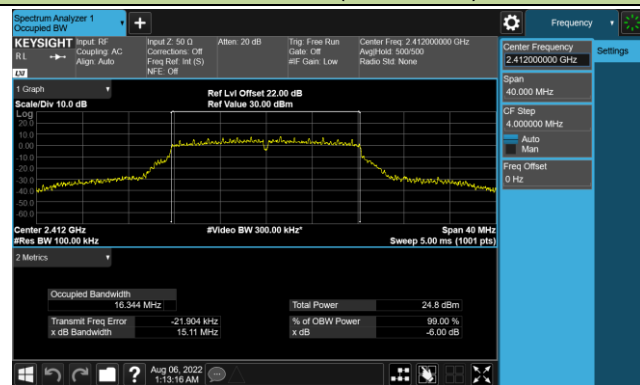 Spectrum Analyzer 1
Occupied BW
Frequency
KEYSIGHT
Input: RF
Coupling: AC
Align: Auto
Input Z: 50 Ω
Corrections: Off
Freq Ref: Int (S)
NFE: Off
Atten: 20 dB
Trig: Free Run
Gate: Off
#IF Gain: Low
Center Freq: 2.412000000 GHz
Avg|Hold: 500/500
Radio Std: None
RL
LXI
Center Frequency
2.412000000 GHz
Settings
Span
40.000 MHz
CF Step
4.000000 MHz
Auto
Man
Freq Offset
0 Hz
1 Graph
Scale/Div 10.0 dB
Ref Lvl Offset 22.00 dB
Ref Value 30.00 dBm
Log
20.0
10.0
0.00
-10.0
-20.0
-30.0
-40.0
-50.0
-60.0
Center 2.412 GHz
#Res BW 100.00 kHz
#Video BW 300.00 kHz*
Span 40 MHz
Sweep 5.00 ms (1001 pts)
2 Metrics
Occupied Bandwidth
16.344 MHz
Total Power 24.8 dBm
Transmit Freq Error -21.904 kHz
% of OBW Power 99.00 %
x dB Bandwidth 15.11 MHz
x dB -6.00 dB
?
Aug 06, 2022
1:13:16 AM